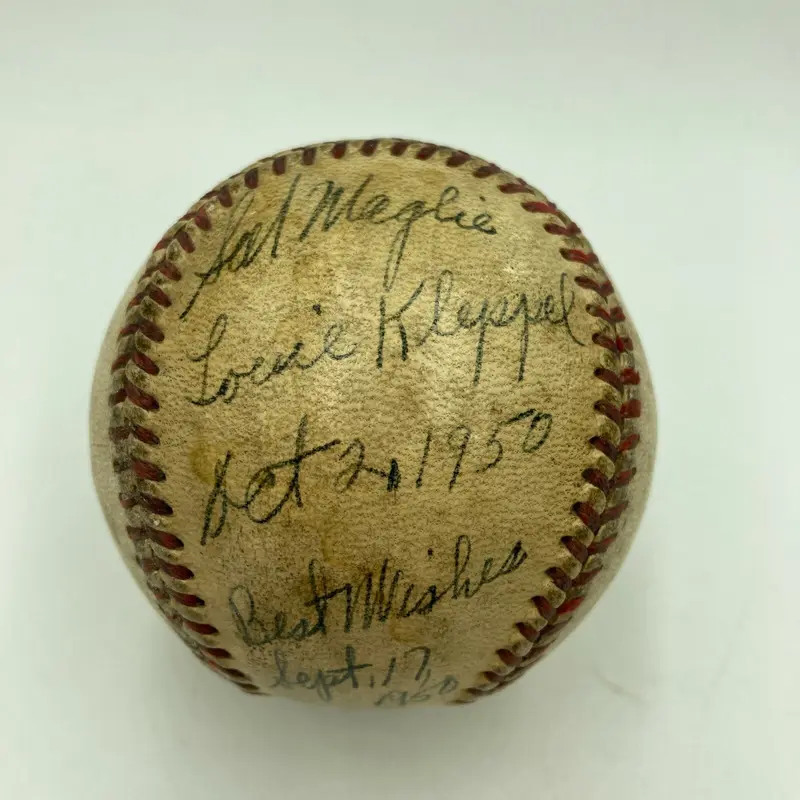 Sal Maglie
Louie Kleppel
Oct 2, 1950
Best Wishes
Sept. 17,
1950